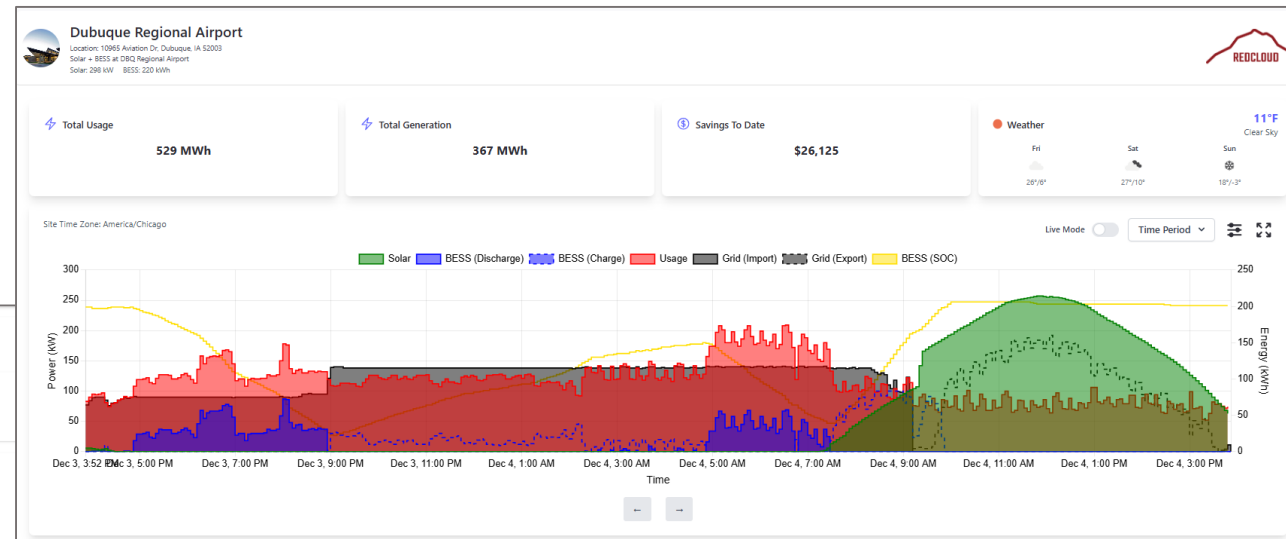 Dubuque Regional Airport
Location: 10965 Aviation Dr. Dubuque, IA 52003
Solar + BESS at DBQ Regional Airport
Solar: 298 kW BESS: 220 kWh
REDCLOUD
Total Usage
529 MWh
Total Generation
367 MWh
Savings To Date
$26,125
Weather
11°F
Clear Sky
Fri Sat Sun
26°/6° 27°/10° 18°/-3°
Site Time Zone: America/Chicago
Live Mode
Time Period
Solar BESS (Discharge) BESS (Charge) Usage Grid (Import) Grid (Export) BESS (SOC)
Power (kW)
300
250
200
150
100
50
0
250
200
150
100
50
0
Energy (kWh)
Dec 3, 3:52 PM Dec 3, 5:00 PM Dec 3, 7:00 PM Dec 3, 9:00 PM Dec 3, 11:00 PM Dec 4, 1:00 AM Dec 4, 3:00 AM Dec 4, 5:00 AM Dec 4, 7:00 AM Dec 4, 9:00 AM Dec 4, 11:00 AM Dec 4, 1:00 PM Dec 4, 3:00 PM
Time
← →